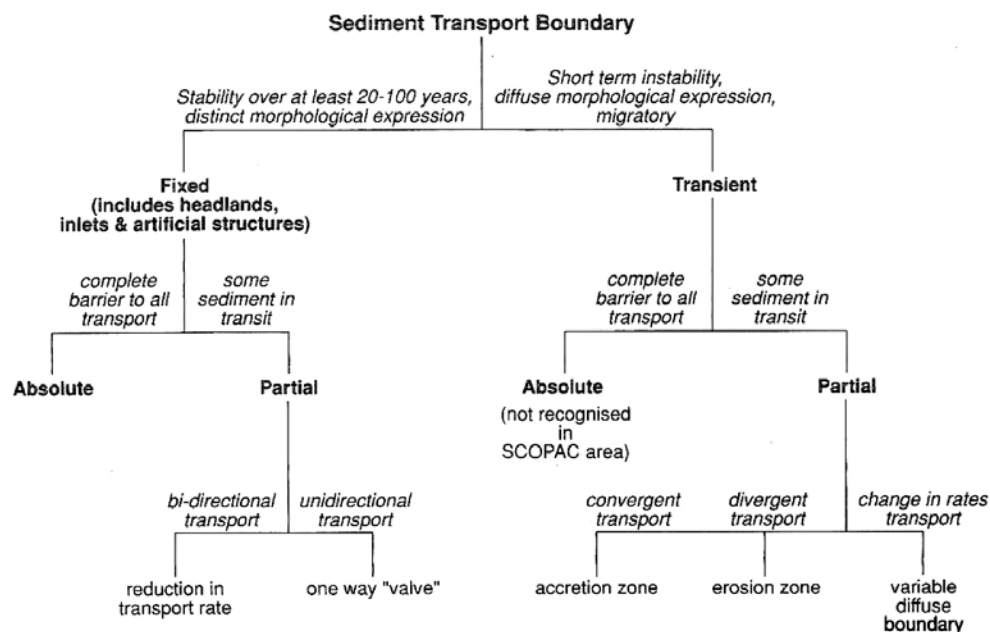 Sediment Transport Boundary
Stability over at least 20-100 years,
distinct morphological expression
Short term instability,
diffuse morphological expression,
migratory
Fixed
(includes headlands,
inlets & artificial structures)
Transient
complete
barrier to all
transport
some
sediment in
transit
complete
barrier to all
transport
some
sediment in
transit
Absolute
Partial
Absolute
(not recognised
in
SCOPAC area)
Partial
bi-directional
transport
unidirectional
transport
convergent
transport
divergent
transport
change in rates
transport
reduction in
transport rate
one way "valve"
accretion zone
erosion zone
variable
diffuse
boundary